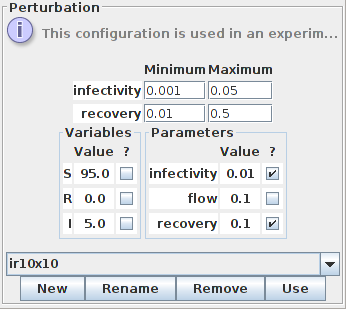 Perturbation
This configuration is used in an experim...
Minimum Maximum
infectivity 0.001 0.05
recovery 0.01 0.5
Variables
Value ?
S 95.0
R 0.0
I 5.0
Parameters
Value ?
infectivity 0.01
flow 0.1
recovery 0.1
ir10x10
New Rename Remove Use